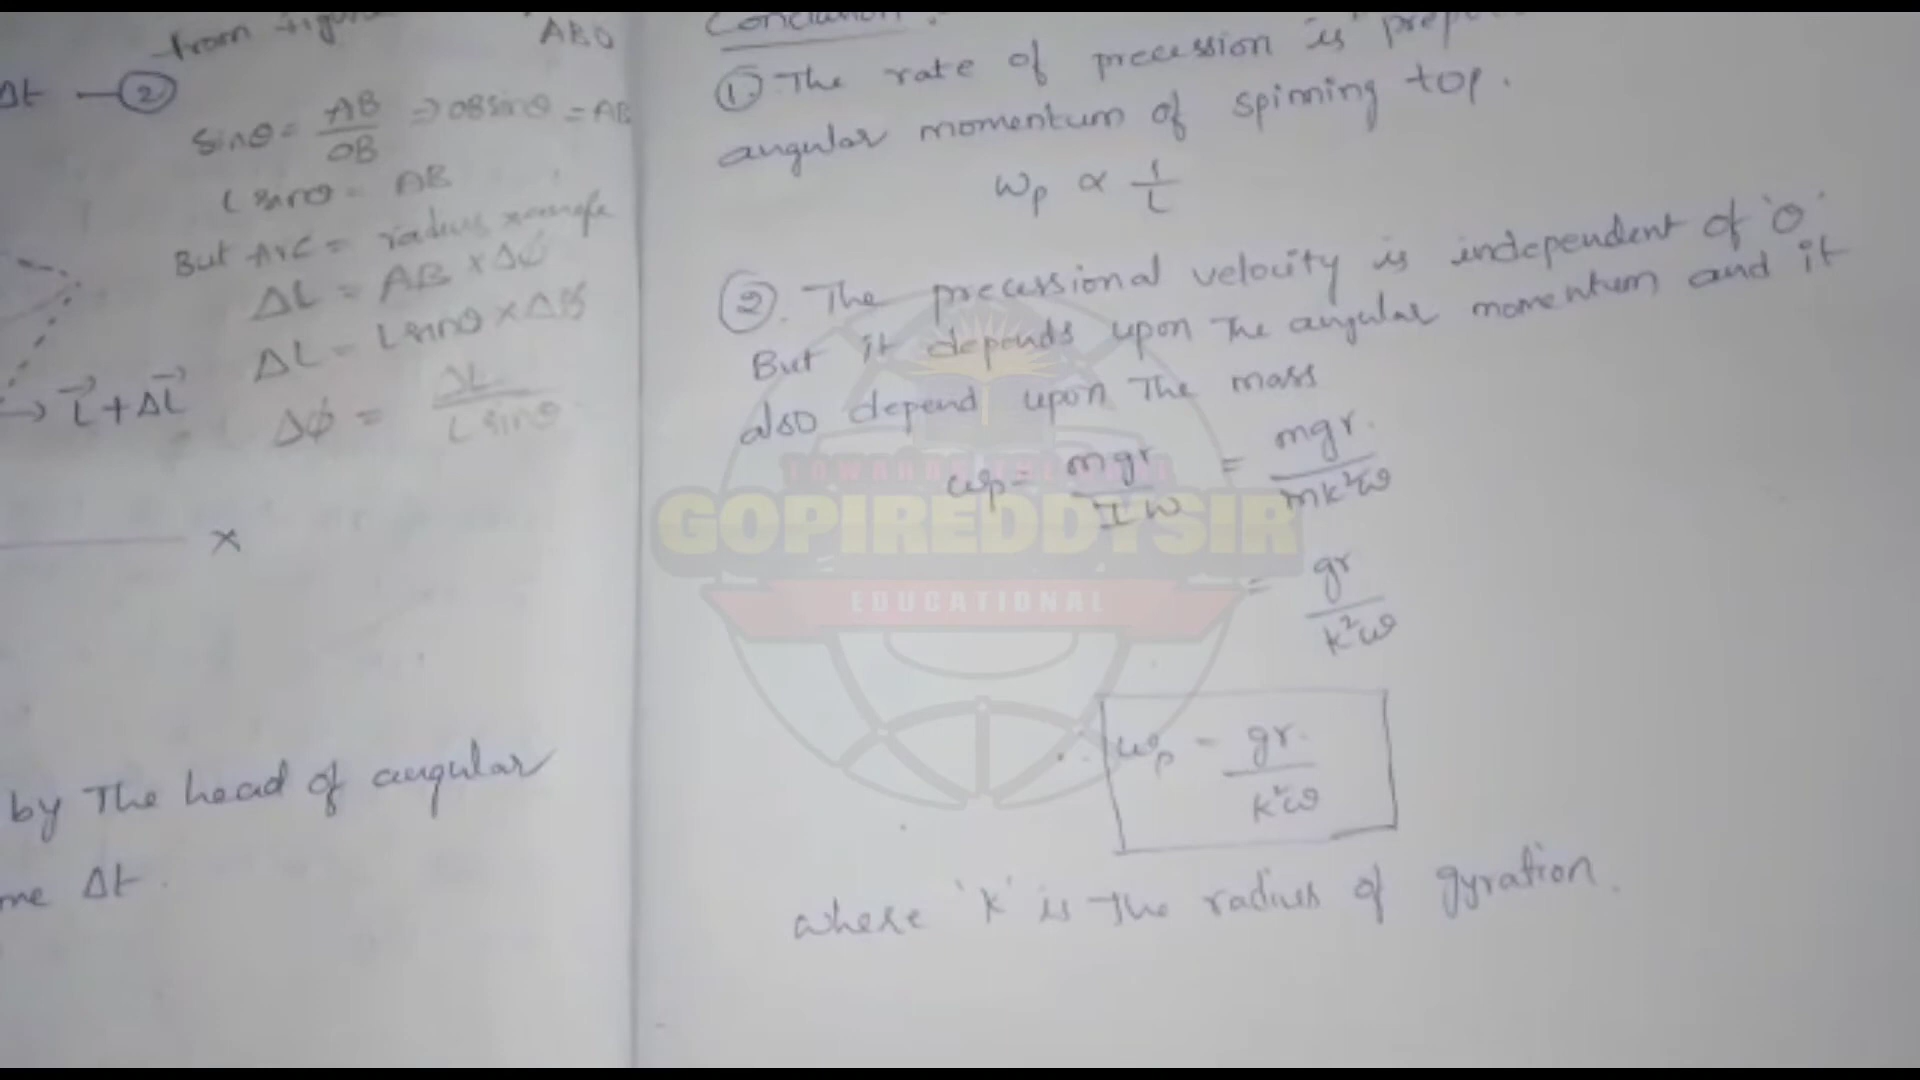 from figure
ABO
Δt — ②
Sinθ = AB/OB ⇒ OB sinθ = AB
L sinθ = AB
But Arc = radius × angle
ΔL = AB × Δϕ
ΔL = L sinθ × Δϕ
Δϕ = ΔL / L sinθ
→ L⃗ + ΔL⃗
x
by The head of angular
me Δt.
Conclusion :
①. The rate of precession is
angular momentum of spinning top.
ωp ∝ 1/L
②. The precessional velocity is independent of 'θ'
But it depends upon The angular momentum and it
also depend upon The mass
ωp = mgr / Iω = mgr. / mk²ω
= gr / k²ω
∴ ωp = gr. / k²ω
where 'k' is The radius of gyration.
GOPIREDDYSIR
EDUCATIONAL